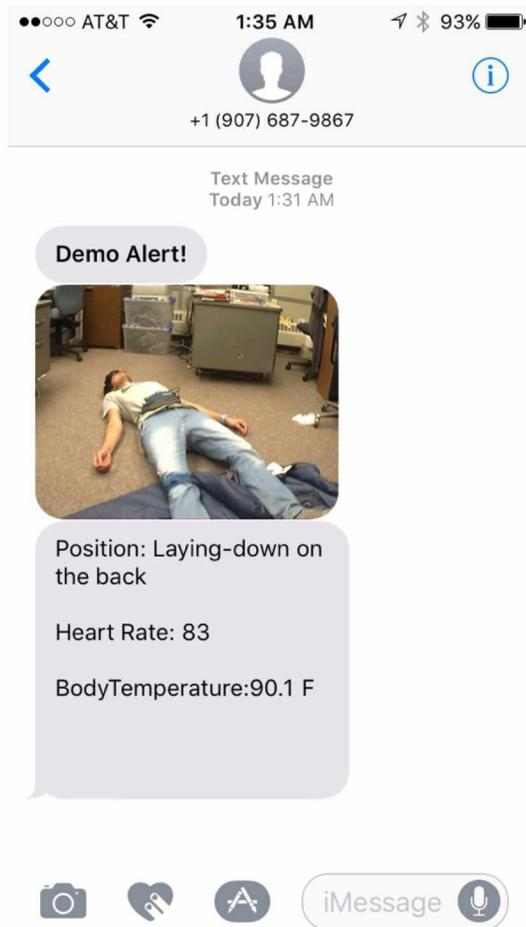 AT&T 1:35 AM 93%
+1 (907) 687-9867
Text Message
Today 1:31 AM
Demo Alert!
Position: Laying-down on
the back
Heart Rate: 83
BodyTemperature:90.1 F
iMessage